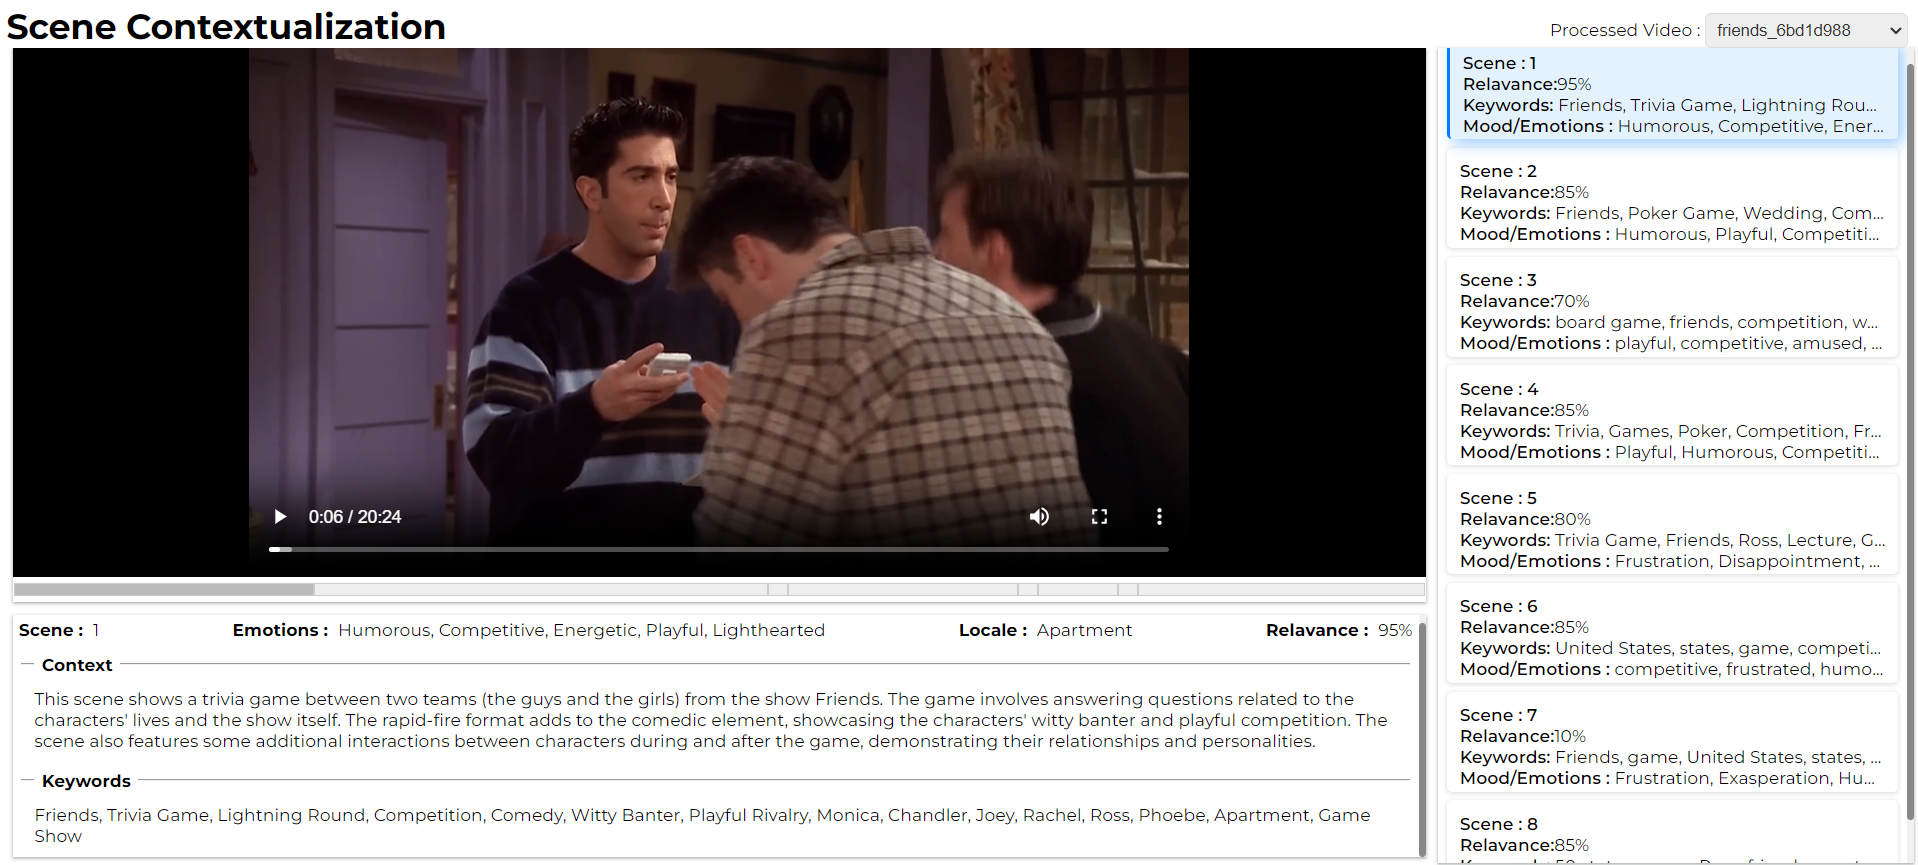 Scene Contextualization
Processed Video : friends_6bd1d988
0:06 / 20:24
Scene : 1 Emotions : Humorous, Competitive, Energetic, Playful, Lighthearted Locale : Apartment Relavance : 95%
Context
This scene shows a trivia game between two teams (the guys and the girls) from the show Friends. The game involves answering questions related to the
characters' lives and the show itself. The rapid-fire format adds to the comedic element, showcasing the characters' witty banter and playful competition. The
scene also features some additional interactions between characters during and after the game, demonstrating their relationships and personalities.
Keywords
Friends, Trivia Game, Lightning Round, Competition, Comedy, Witty Banter, Playful Rivalry, Monica, Chandler, Joey, Rachel, Ross, Phoebe, Apartment, Game
Show
Scene : 1
Relavance:95%
Keywords: Friends, Trivia Game, Lightning Rou...
Mood/Emotions : Humorous, Competitive, Ener...
Scene : 2
Relavance:85%
Keywords: Friends, Poker Game, Wedding, Com...
Mood/Emotions : Humorous, Playful, Competiti...
Scene : 3
Relavance:70%
Keywords: board game, friends, competition, w...
Mood/Emotions : playful, competitive, amused, ...
Scene : 4
Relavance:85%
Keywords: Trivia, Games, Poker, Competition, Fr...
Mood/Emotions : Playful, Humorous, Competiti...
Scene : 5
Relavance:80%
Keywords: Trivia Game, Friends, Ross, Lecture, G...
Mood/Emotions : Frustration, Disappointment, ...
Scene : 6
Relavance:85%
Keywords: United States, states, game, competi...
Mood/Emotions : competitive, frustrated, humo...
Scene : 7
Relavance:10%
Keywords: Friends, game, United States, states, ...
Mood/Emotions : Frustration, Exasperation, Hu...
Scene : 8
Relavance:85%